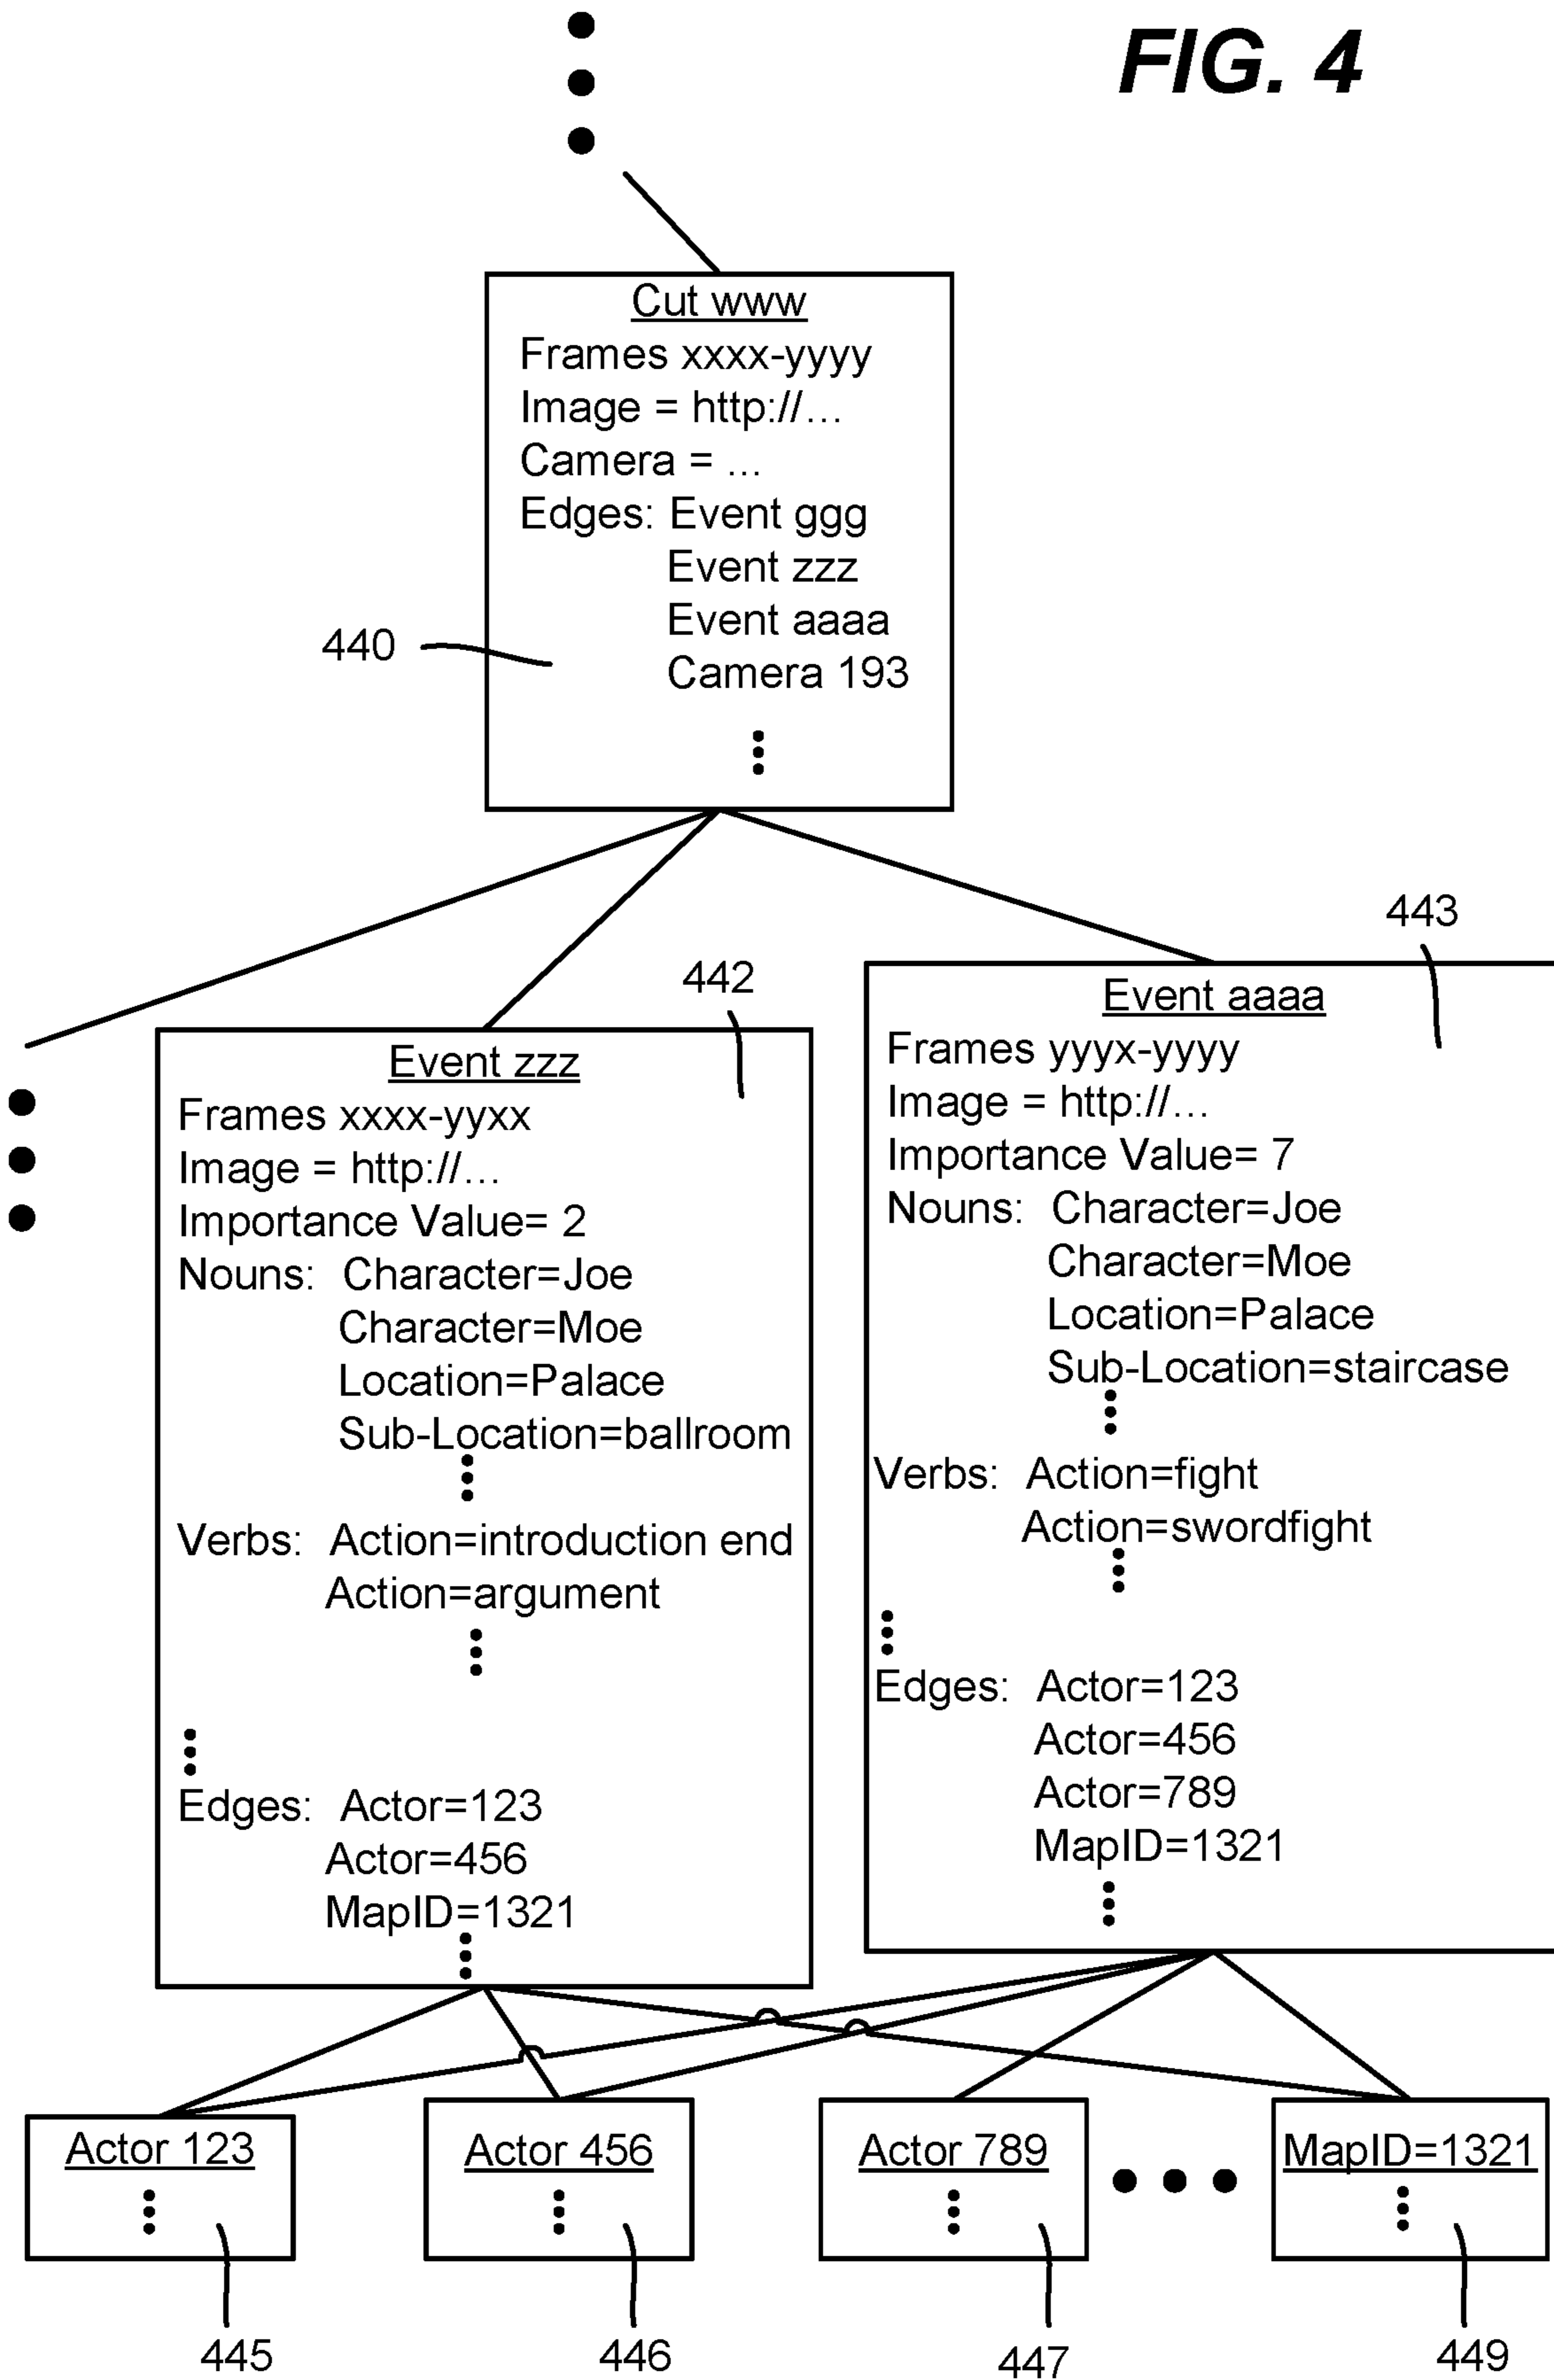 FIG. 4
Cut www
Frames xxxx-yyyy
Image = http://...
Camera = ...
Edges: Event ggg
Event zzz
Event aaaa
440
Camera 193
443
442
Event aaaa
Frames yyyx-yyyy
Image = http://...
Importance Value= 7
Nouns: Character=Joe
Character=Moe
Location=Palace
Sub-Location=staircase
Verbs: Action=fight
Action=swordfight
Edges: Actor=123
Actor=456
Actor=789
MapID=1321
Event zzz
Frames xxxx-yyxx
Image = http://...
Importance Value= 2
Nouns: Character=Joe
Character=Moe
Location=Palace
Sub-Location=ballroom
Verbs: Action=introduction end
Action=argument
Edges: Actor=123
Actor=456
MapID=1321
Actor 123
Actor 456
Actor 789
MapID=1321
445
446
447
449